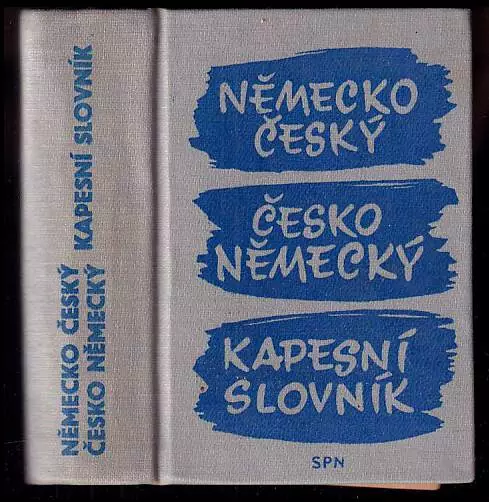 NĚMECKO ČESKÝ
ČESKO NĚMECKÝ KAPESNÍ SLOVNÍK
NĚMECKO
ČESKÝ
ČESKO
NĚMECKÝ
KAPESNÍ
SLOVNÍK
SPN